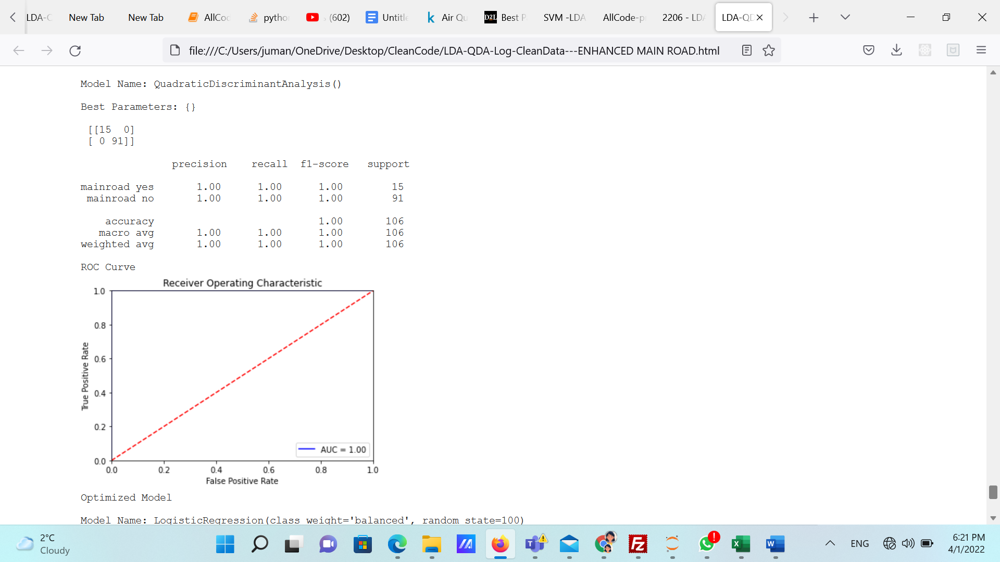 LDA-C New Tab New Tab AllCoc pytho (602) Untitle Air Qu D2L Best P SVM -LDA AllCode-p 2206 - LDA LDA-QD
file:///C:/Users/juman/OneDrive/Desktop/CleanCode/LDA-QDA-Log-CleanData---ENHANCED MAIN ROAD.html
Model Name: QuadraticDiscriminantAnalysis()
Best Parameters: {}
[[15  0]
[ 0 91]]
precision recall f1-score support
mainroad yes 1.00 1.00 1.00 15
mainroad no 1.00 1.00 1.00 91
accuracy 1.00 106
macro avg 1.00 1.00 1.00 106
weighted avg 1.00 1.00 1.00 106
ROC Curve
Receiver Operating Characteristic
1.0
0.8
0.6
0.4
0.2
0.0
True Positive Rate
AUC = 1.00
0.0 0.2 0.4 0.6 0.8 1.0
False Positive Rate
Optimized Model
Model Name: LogisticRegression(class_weight='balanced', random_state=100)
2°C
Cloudy
ENG
6:21 PM
4/1/2022